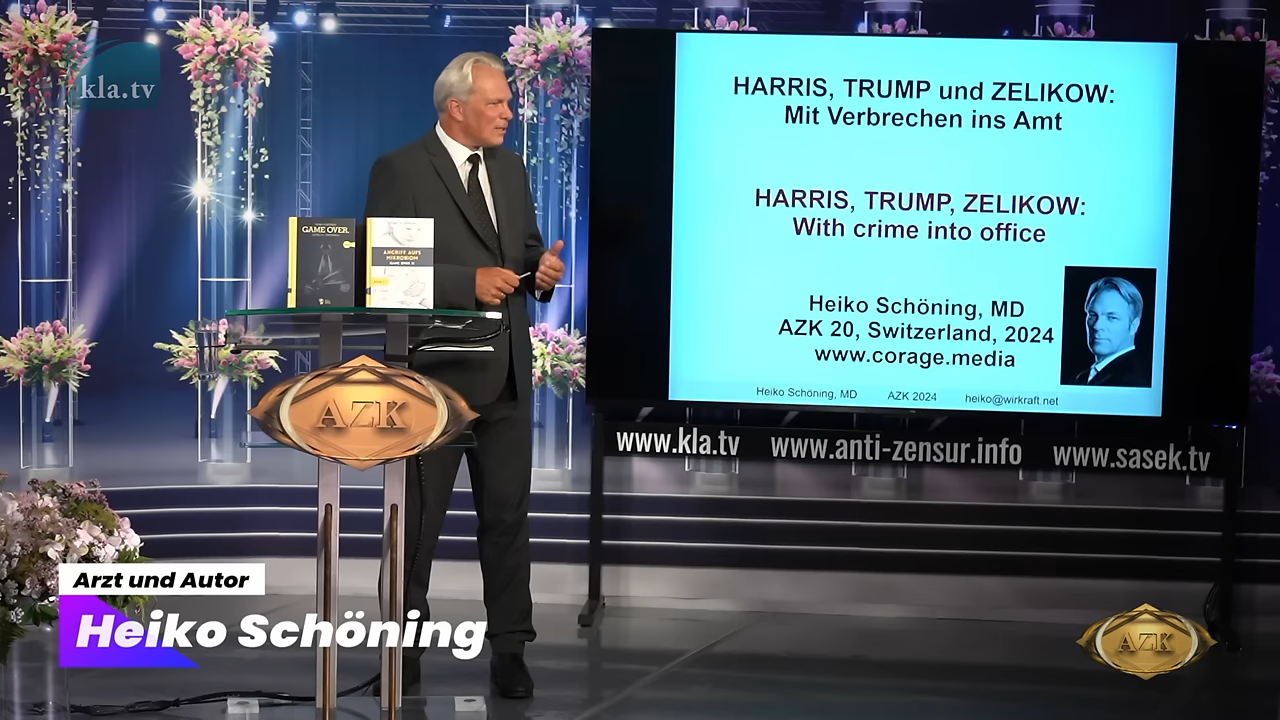 kla.tv
HARRIS, TRUMP und ZELIKOW:
Mit Verbrechen ins Amt
HARRIS, TRUMP, ZELIKOW:
With crime into office
Heiko Schöning, MD
AZK 20, Switzerland, 2024
www.corage.media
Heiko Schöning, MD AZK 2024 heiko@wirkraft.net
GAME OVER.
ANGRIFF AUFS
MIKROBIOM
GAME OVER II
AZK
www.kla.tv www.anti-zensur.info www.sasek.tv
Arzt und Autor
Heiko Schöning
AZK